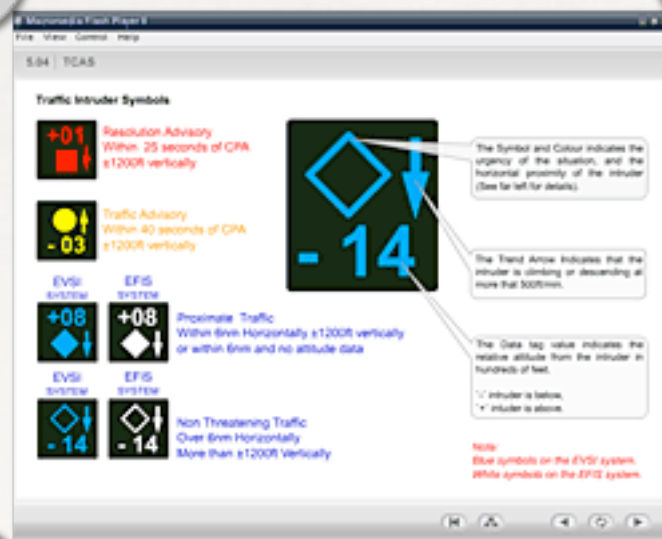 Macromedia Flash Player 8
File View Control Help
5.04 | TCAS
Traffic Intruder Symbols
+01
Resolution Advisory
Within 25 seconds of CPA
±1200ft vertically
- 03
Traffic Advisory
Within 40 seconds of CPA
±1200ft vertically
EVSI SYSTEM
EFIS SYSTEM
+08
+08
Proximate Traffic
Within 6nm Horizontally ±1200ft vertically
or within 6nm and no altitude data
EVSI SYSTEM
EFIS SYSTEM
- 14
- 14
Non Threatening Traffic
Over 6nm Horizontally
More than ±1200ft Vertically
- 14
The Symbol and Colour indicates the
urgency of the situation, and the
horizontal proximity of the intruder
(See far left for details).
The Trend Arrow Indicates that the
intruder is climbing or descending at
more that 500ft/min.
The Data tag value indicates the
relative altitude from the intruder in
hundreds of feet.
'-' intruder is below,
'+' intuder is above.
Note:
Blue symbols on the EVSI system.
White symbols on the EFIS system.